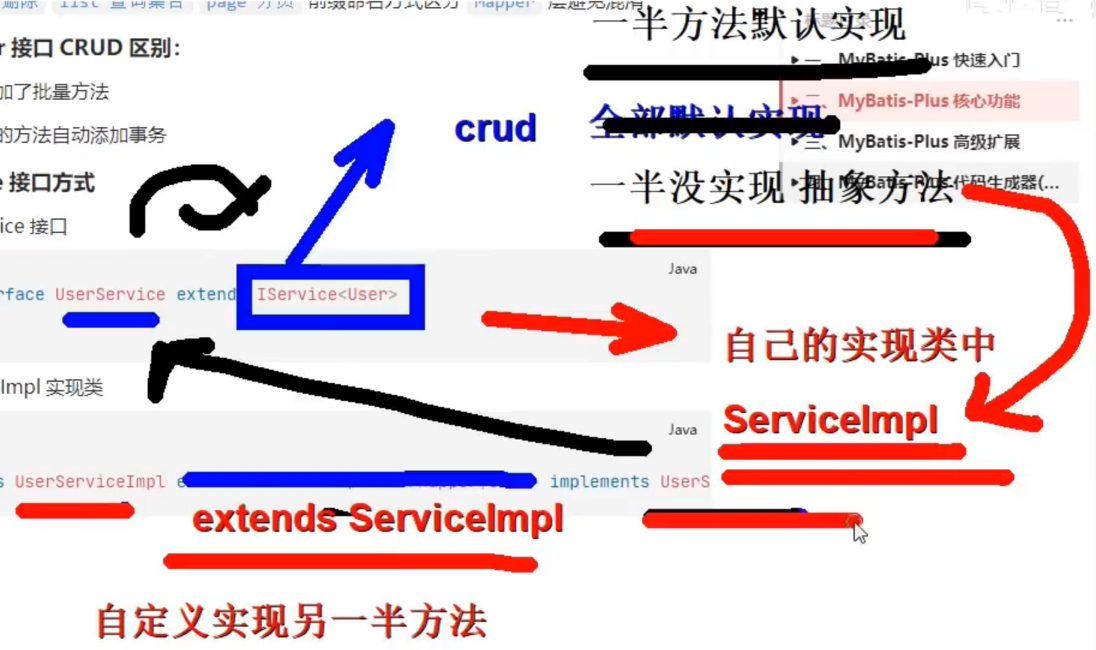 删除 list 查询集合 page 分页 前缀命名方式区分 Mapper 层避免混淆
一半方法默认实现
r 接口 CRUD 区别：
MyBatis-Plus 快速入门
加了批量方法
二、MyBatis-Plus 核心功能
crud
全部默认实现
的方法自动添加事务
三、MyBatis-Plus 高级扩展
e 接口方式
一半没实现 抽象方法
MyBatis-Plus 代码生成器(...
ice 接口
Java
rface UserService extend IService<User>
自己的实现类中
Impl 实现类
ServiceImpl
Java
s UserServiceImpl e implements UserS
extends ServiceImpl
自定义实现另一半方法